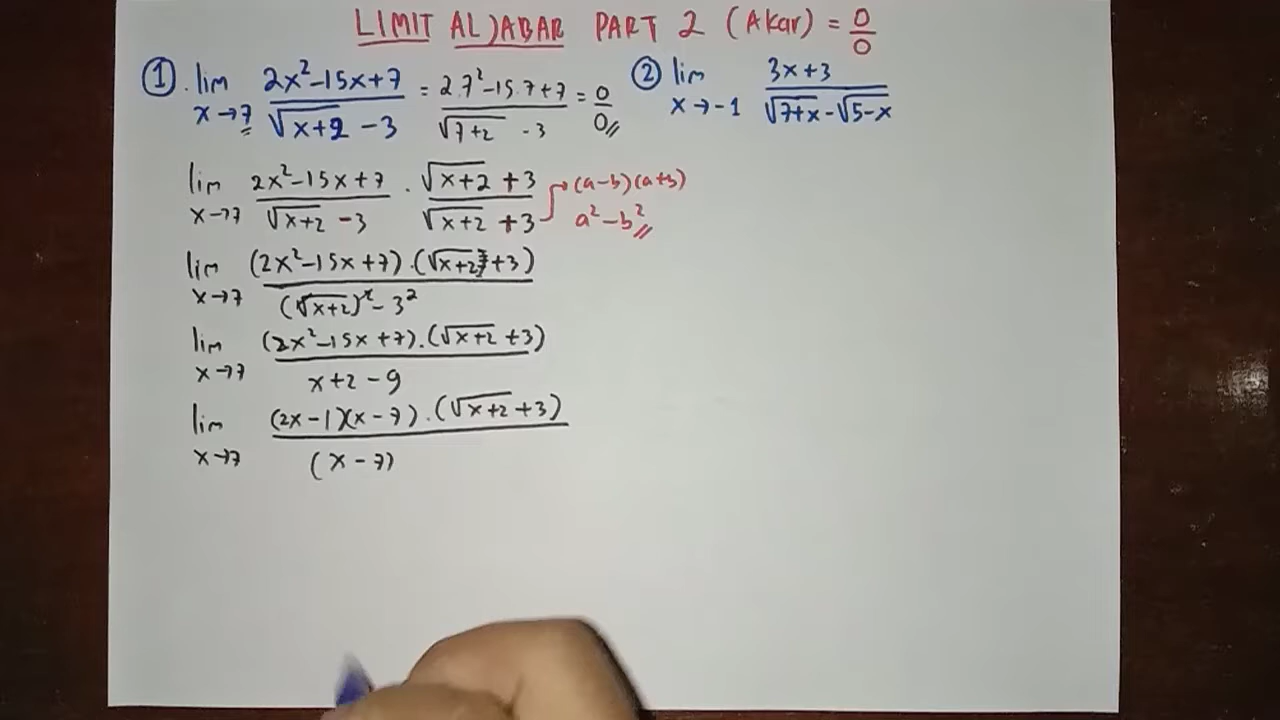 LIMIT ALJABAR PART 2 (Akar) = 0/0
① . lim x→7 (2x²-15x+7)/(√(x+2) - 3) = (2.7²-15.7+7)/(√(7+2) - 3) = 0/0
② lim x→-1 (3x+3)/(√(7+x) - √(5-x))
lim x→7 (2x²-15x+7)/(√(x+2) - 3) . (√(x+2) + 3)/(√(x+2) + 3) → (a-b)(a+b)
a² - b²
lim x→7 ((2x²-15x+7).(√(x+2) + 3))/((√(x+2))² - 3²)
lim x→7 ((2x²-15x+7).(√(x+2) + 3))/(x+2-9)
lim x→7 ((2x-1)(x-7).(√(x+2) + 3))/(x-7)